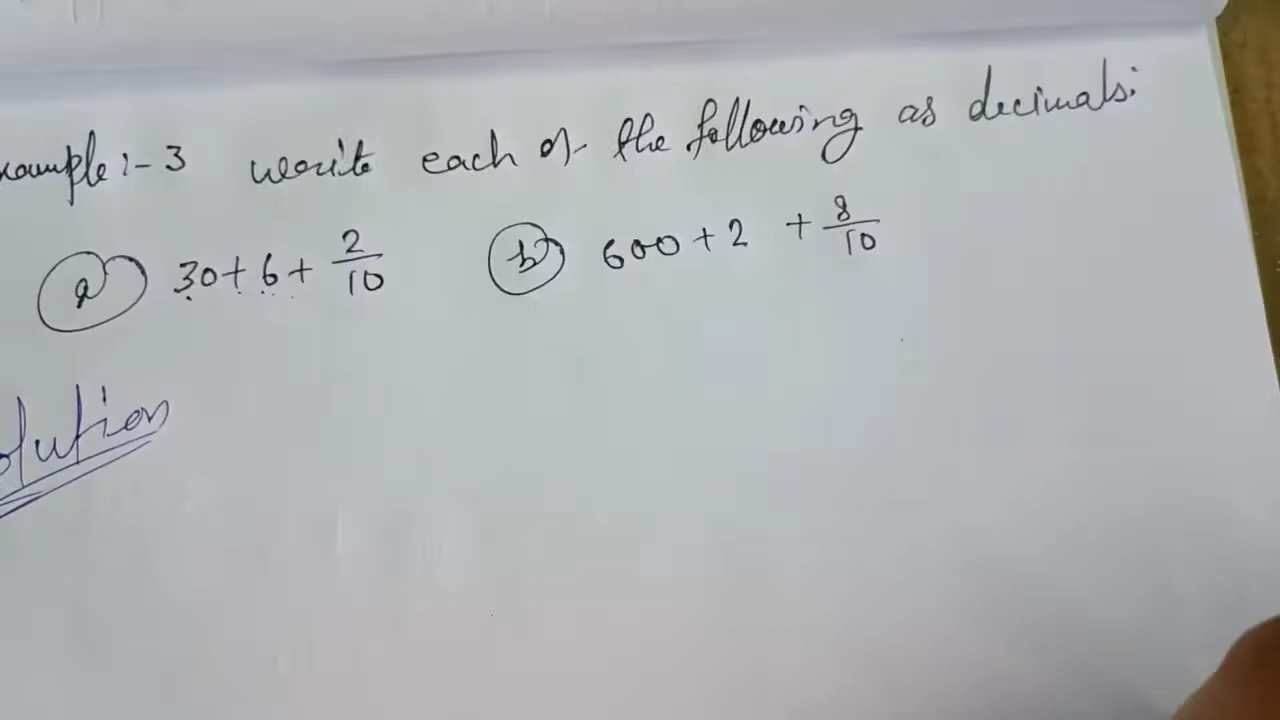 xample:- 3 write each of the following as decimals:
(a) 30 + 6 + 2/10 (b) 600 + 2 + 8/10
olution